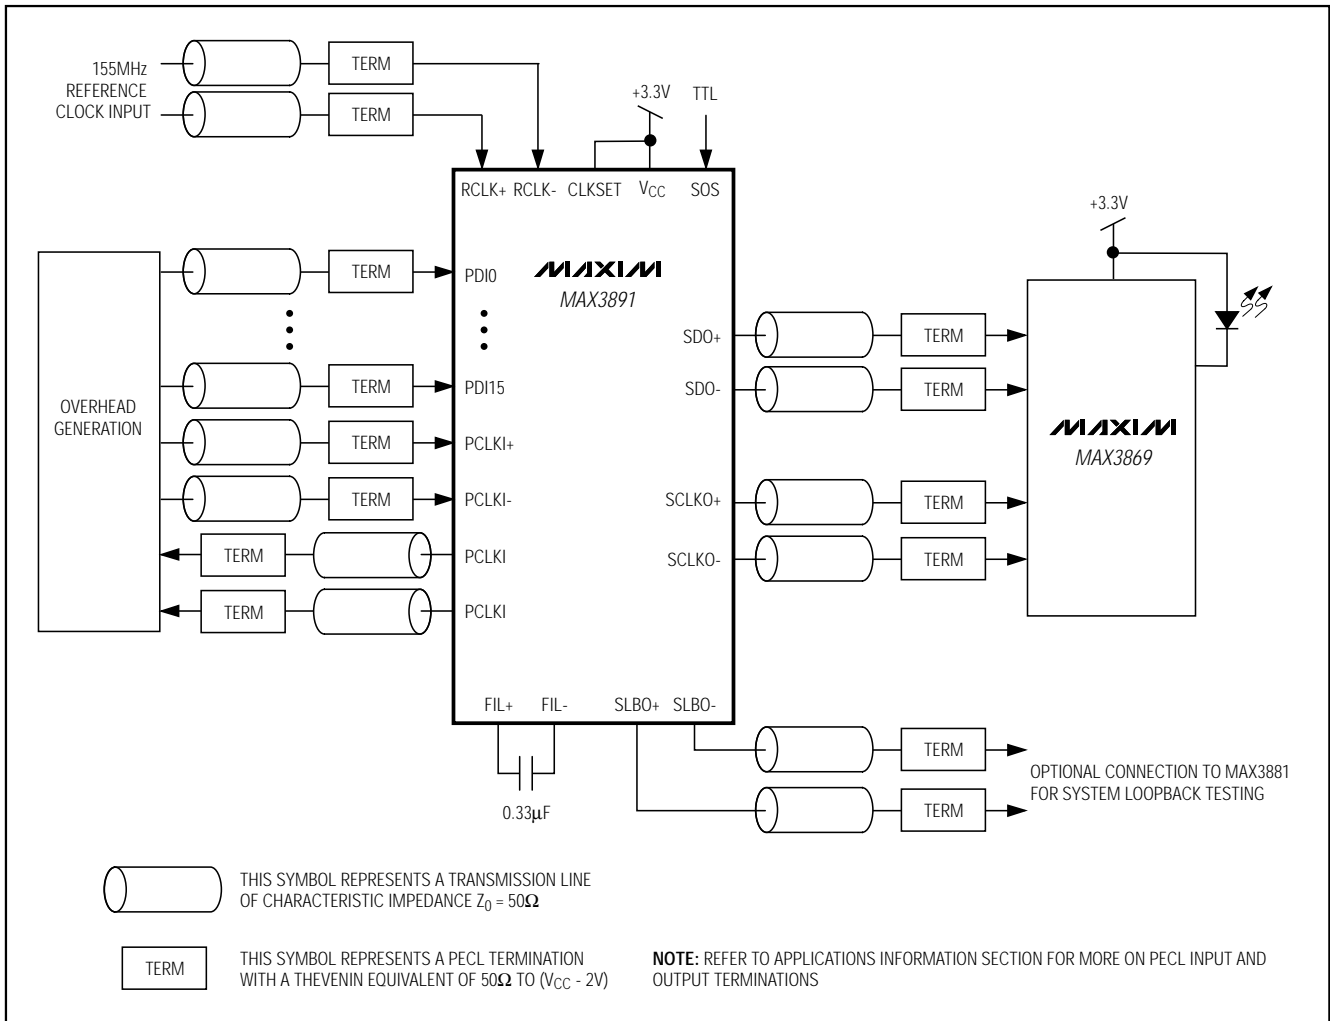 155MHz
REFERENCE
CLOCK INPUT
TERM
TERM
+3.3V
TTL
RCLK+ RCLK- CLKSET VCC SOS
MAXIM
MAX3891
OVERHEAD
GENERATION
TERM
PDI0
TERM
PDI15
TERM
PCLKI+
TERM
PCLKI-
TERM
PCLKI
TERM
PCLKI
SDO+
TERM
SDO-
TERM
SCLKO+
TERM
SCLKO-
TERM
+3.3V
MAXIM
MAX3869
FIL+ FIL- SLBO+ SLBO-
0.33µF
TERM
TERM
OPTIONAL CONNECTION TO MAX3881
FOR SYSTEM LOOPBACK TESTING
THIS SYMBOL REPRESENTS A TRANSMISSION LINE
OF CHARACTERISTIC IMPEDANCE Z0 = 50Ω
TERM
THIS SYMBOL REPRESENTS A PECL TERMINATION
WITH A THEVENIN EQUIVALENT OF 50Ω TO (VCC - 2V)
NOTE: REFER TO APPLICATIONS INFORMATION SECTION FOR MORE ON PECL INPUT AND
OUTPUT TERMINATIONS